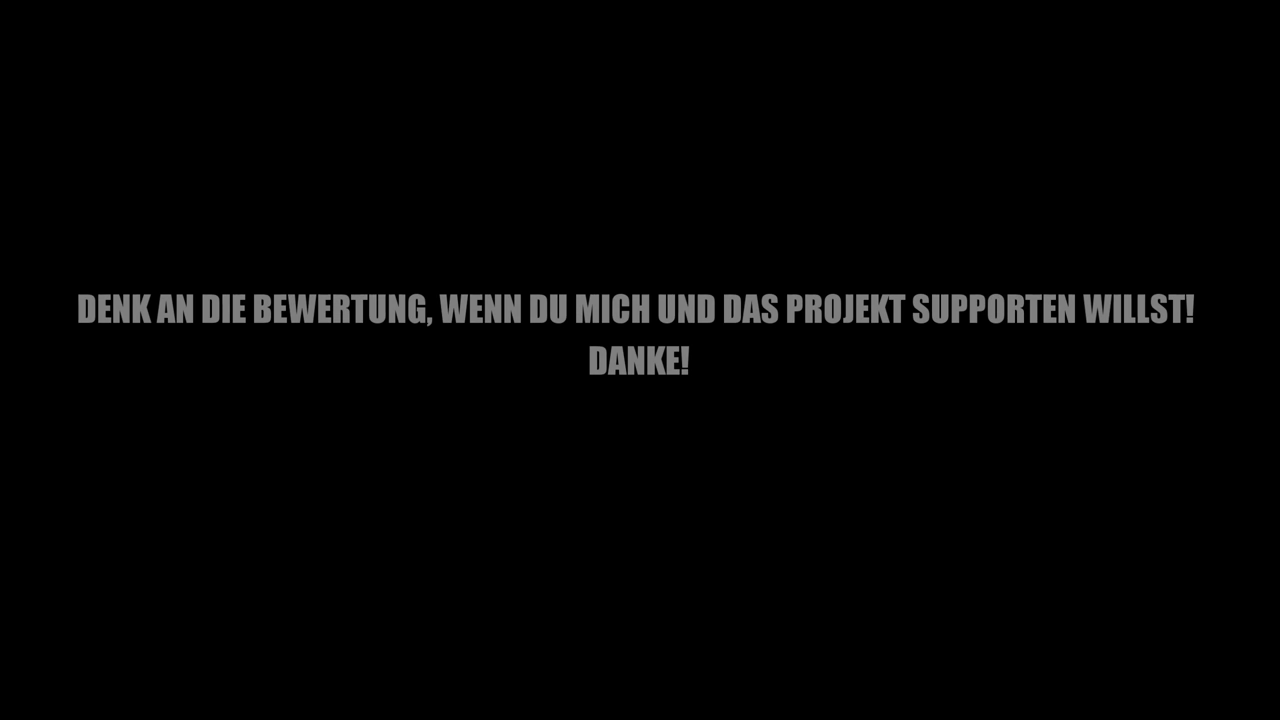 DENK AN DIE BEWERTUNG, WENN DU MICH UND DAS PROJEKT SUPPORTEN WILLST!
DANKE!